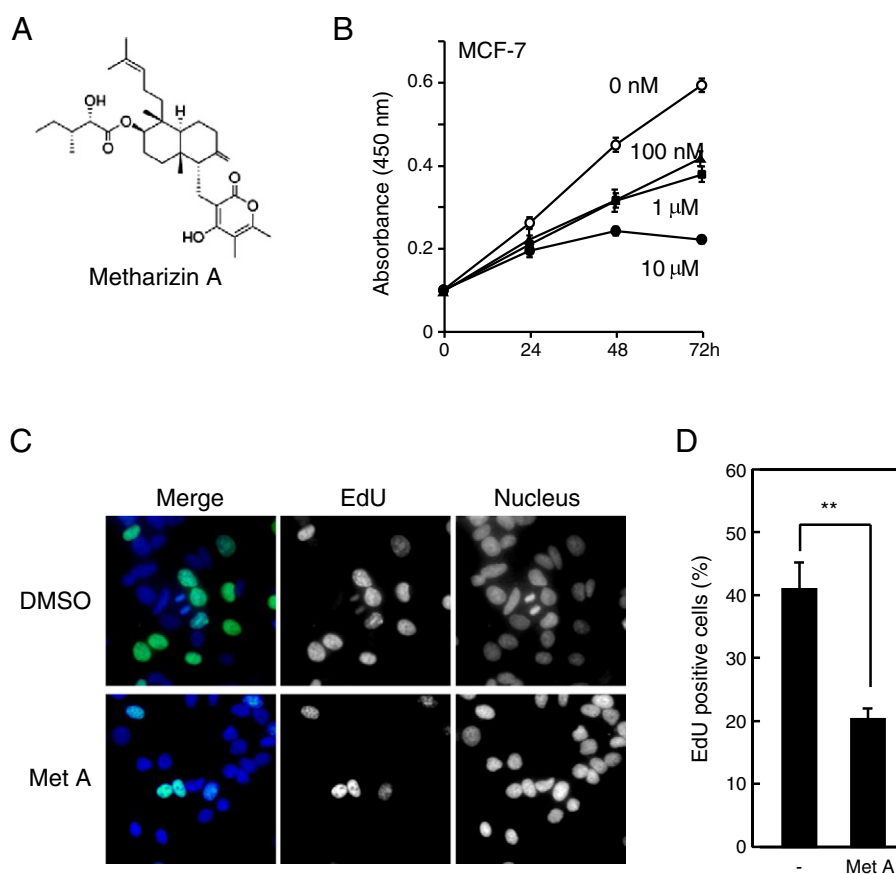 A
OH
H
O
O
O
O
HO
O
Metharizin A
B
MCF-7
Absorbance (450 nm)
0.6
0.4
0.2
0
0 nM
100 nM
1 μM
10 μM
0 24 48 72h
C
Merge EdU Nucleus
DMSO
Met A
D
EdU positive cells (%)
60
50
40
30
20
10
0
**
- Met A